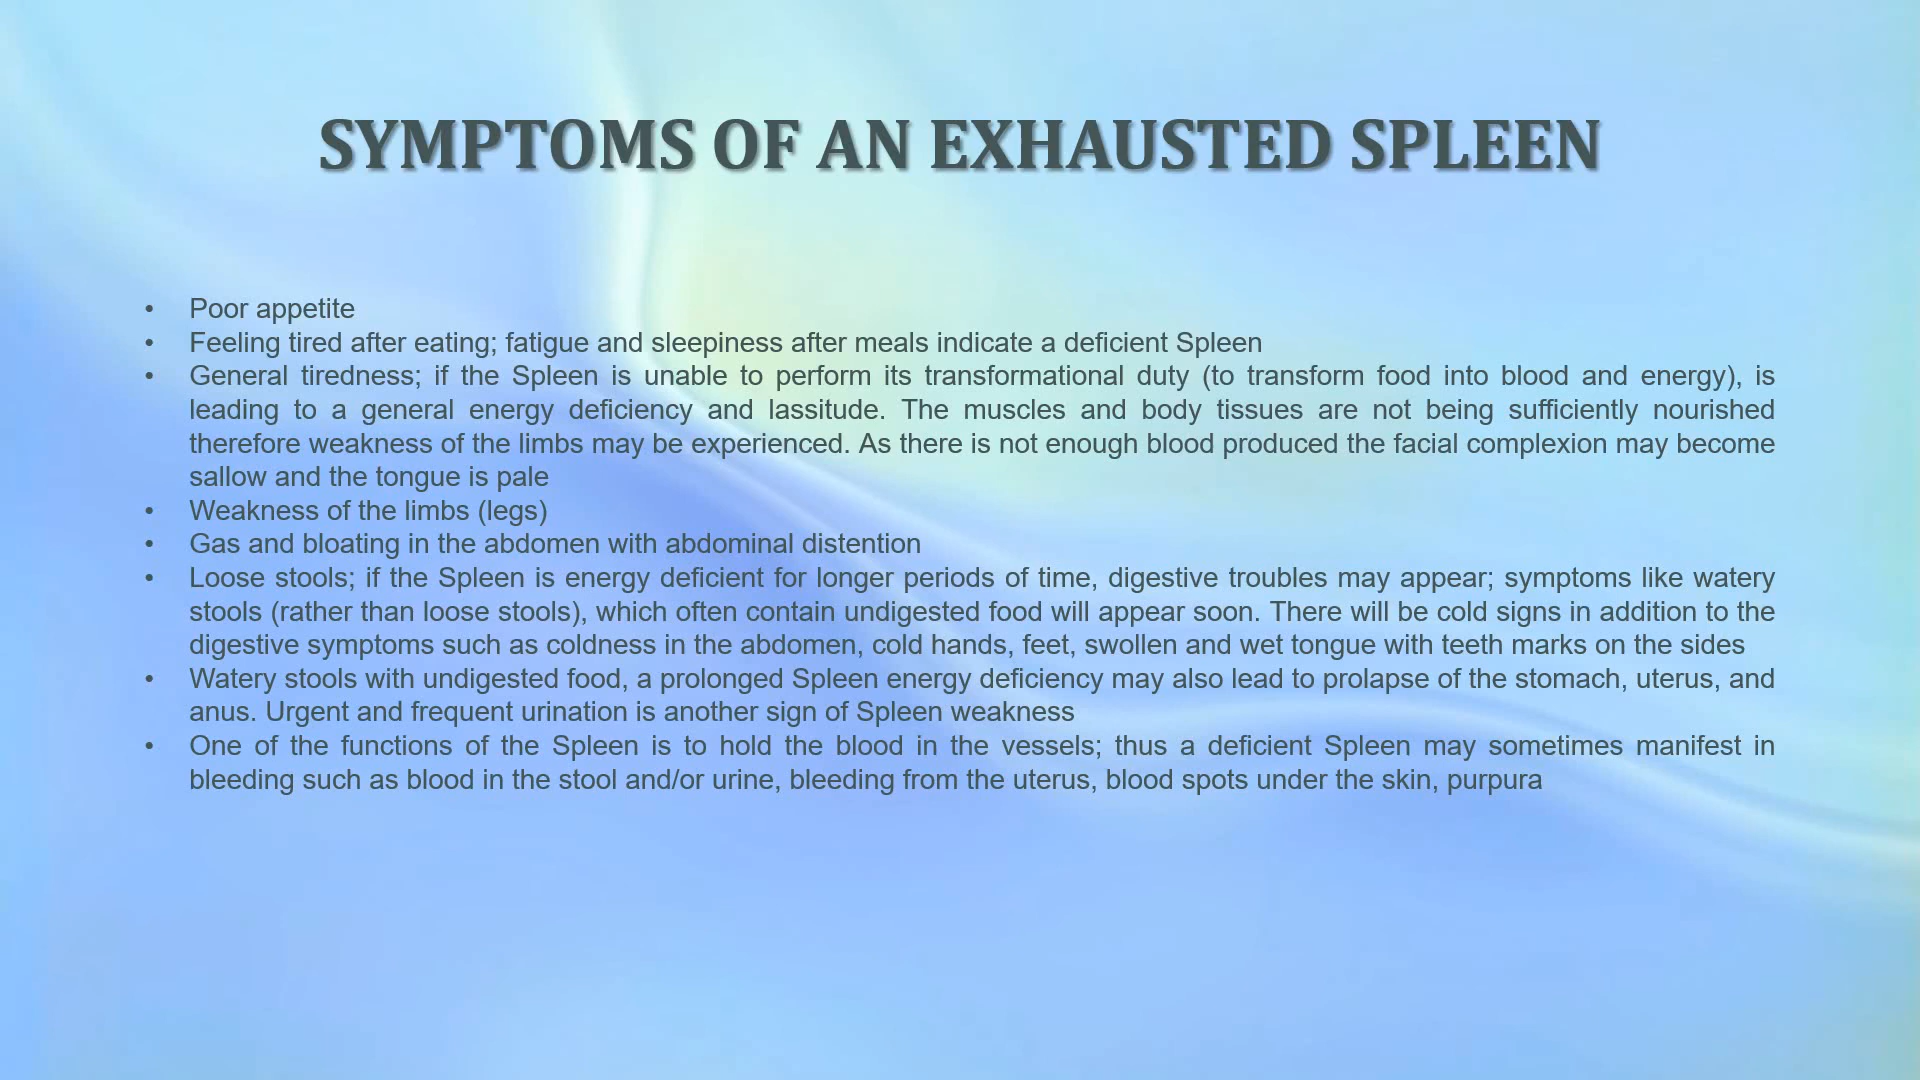 SYMPTOMS OF AN EXHAUSTED SPLEEN
• Poor appetite
• Feeling tired after eating; fatigue and sleepiness after meals indicate a deficient Spleen
• General tiredness; if the Spleen is unable to perform its transformational duty (to transform food into blood and energy), is
leading to a general energy deficiency and lassitude. The muscles and body tissues are not being sufficiently nourished
therefore weakness of the limbs may be experienced. As there is not enough blood produced the facial complexion may become
sallow and the tongue is pale
• Weakness of the limbs (legs)
• Gas and bloating in the abdomen with abdominal distention
• Loose stools; if the Spleen is energy deficient for longer periods of time, digestive troubles may appear; symptoms like watery
stools (rather than loose stools), which often contain undigested food will appear soon. There will be cold signs in addition to the
digestive symptoms such as coldness in the abdomen, cold hands, feet, swollen and wet tongue with teeth marks on the sides
• Watery stools with undigested food, a prolonged Spleen energy deficiency may also lead to prolapse of the stomach, uterus, and
anus. Urgent and frequent urination is another sign of Spleen weakness
• One of the functions of the Spleen is to hold the blood in the vessels; thus a deficient Spleen may sometimes manifest in
bleeding such as blood in the stool and/or urine, bleeding from the uterus, blood spots under the skin, purpura